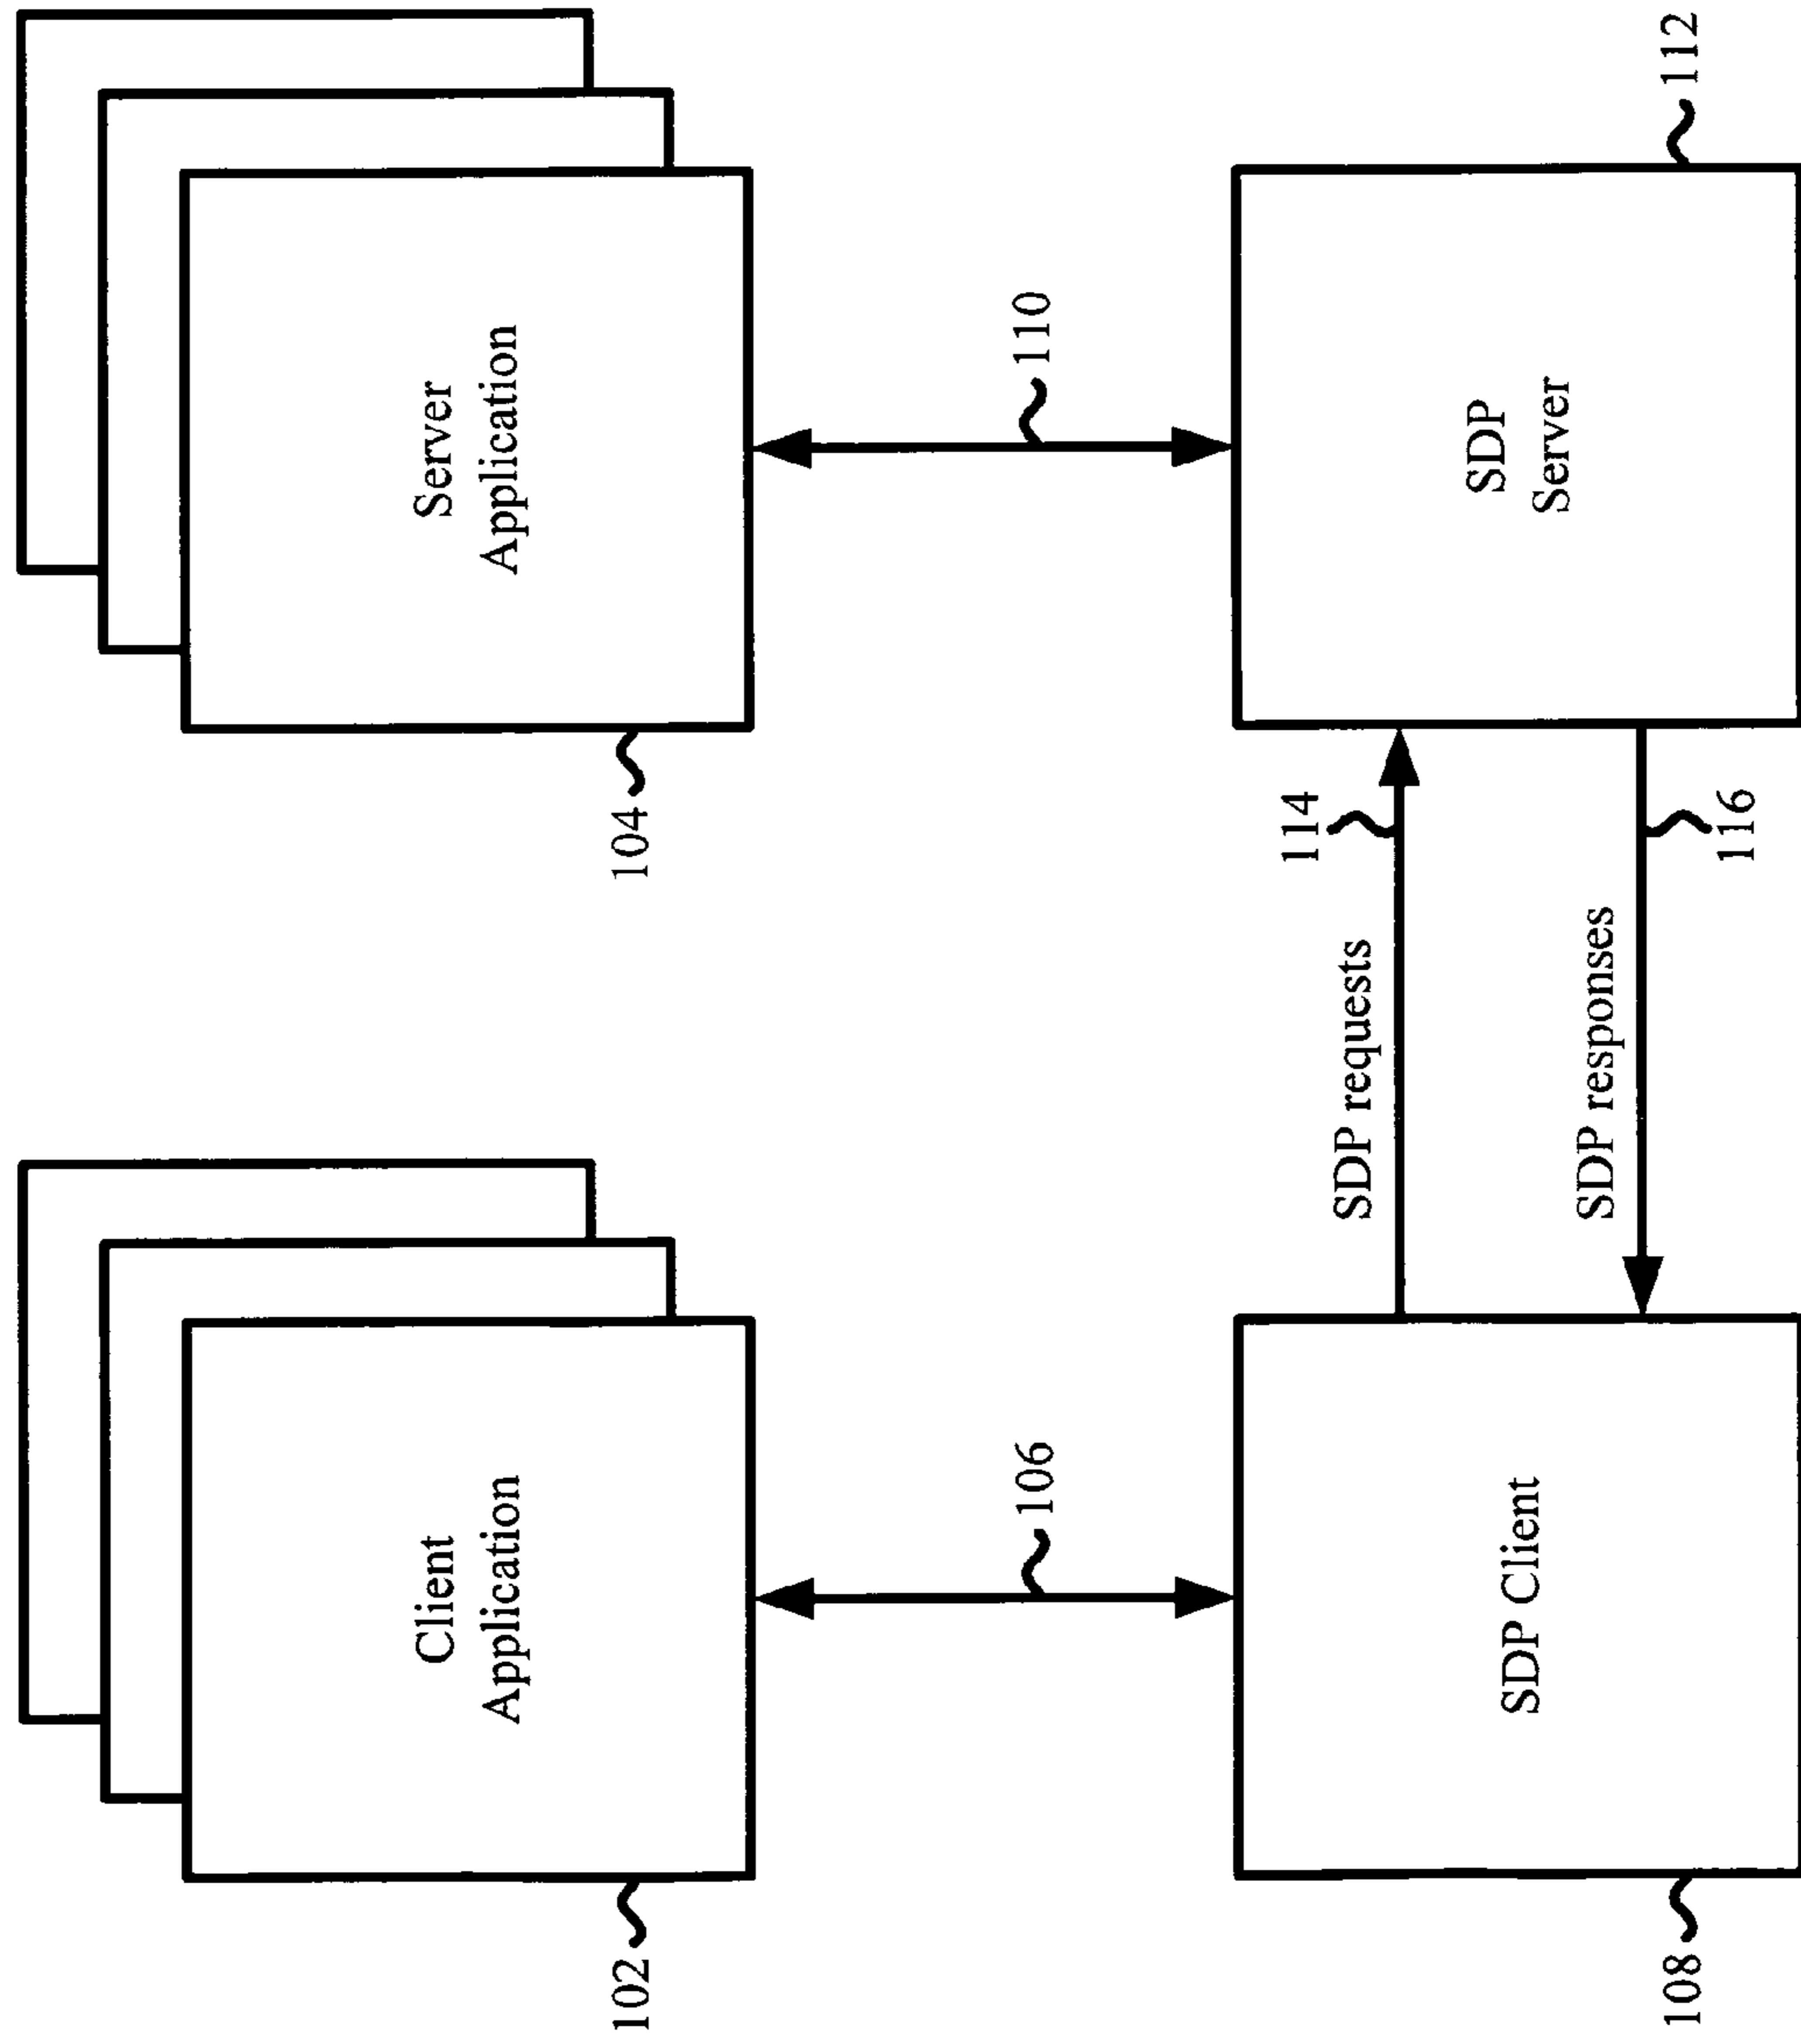 Client
Application
102
Server
Application
104
106
110
SDP requests
114
SDP Client
108
SDP responses
116
SDP
Server
112